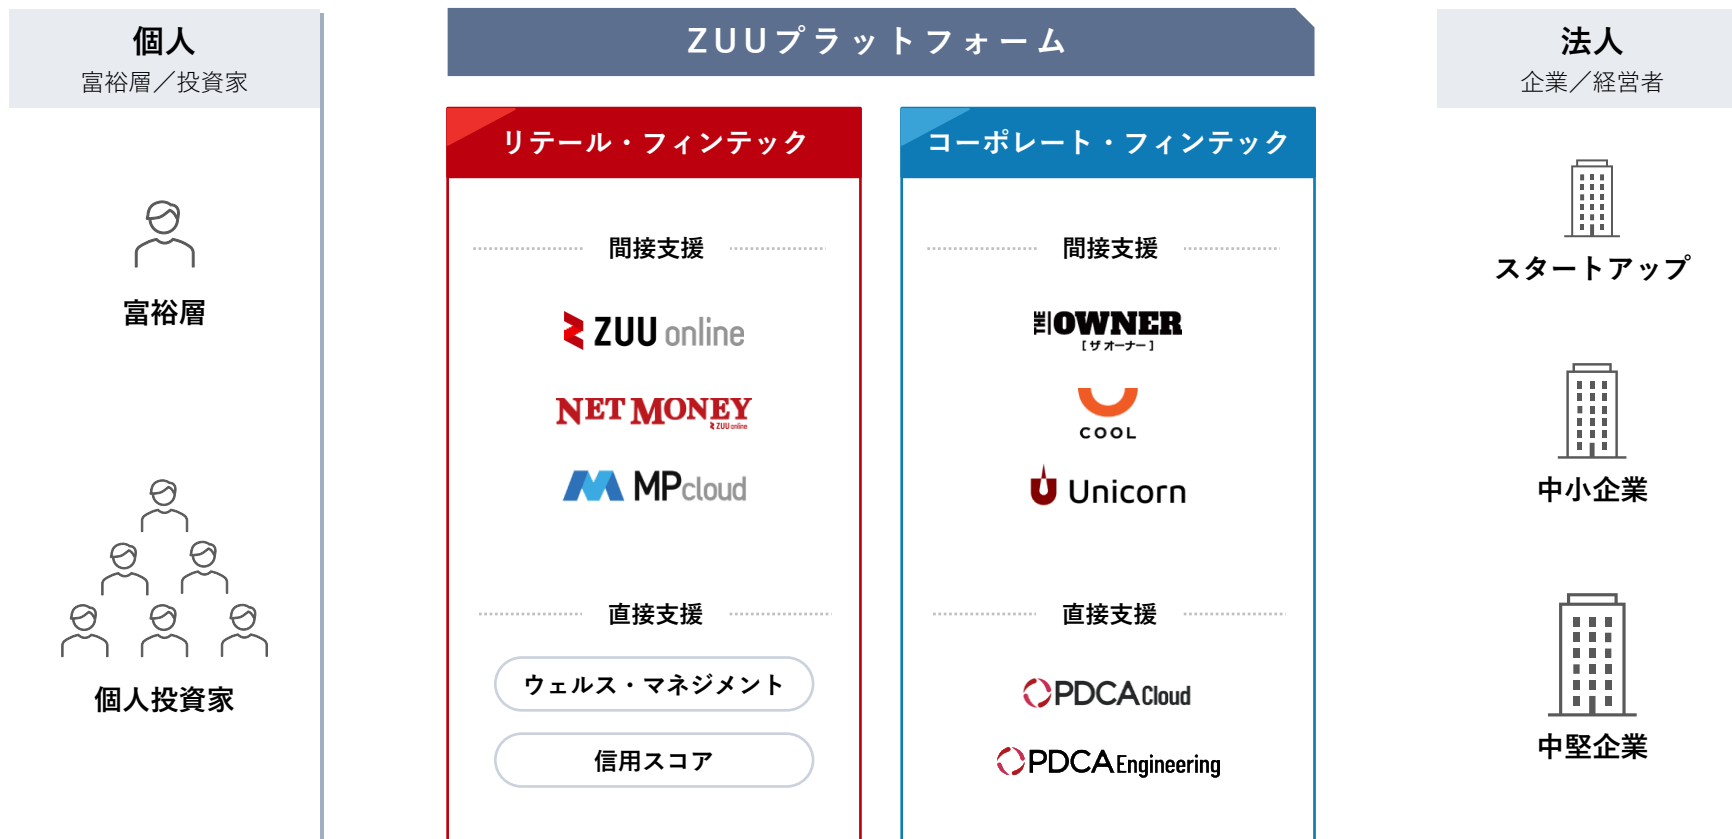 個人
富裕層／投資家
富裕層
個人投資家
ZUUプラットフォーム
リテール・フィンテック
間接支援
ZUU online
NET MONEY
ZUU online
MPcloud
直接支援
ウェルス・マネジメント
信用スコア
コーポレート・フィンテック
間接支援
THE OWNER
[ ザ オーナー ]
COOL
Unicorn
直接支援
PDCA Cloud
PDCA Engineering
法人
企業／経営者
スタートアップ
中小企業
中堅企業